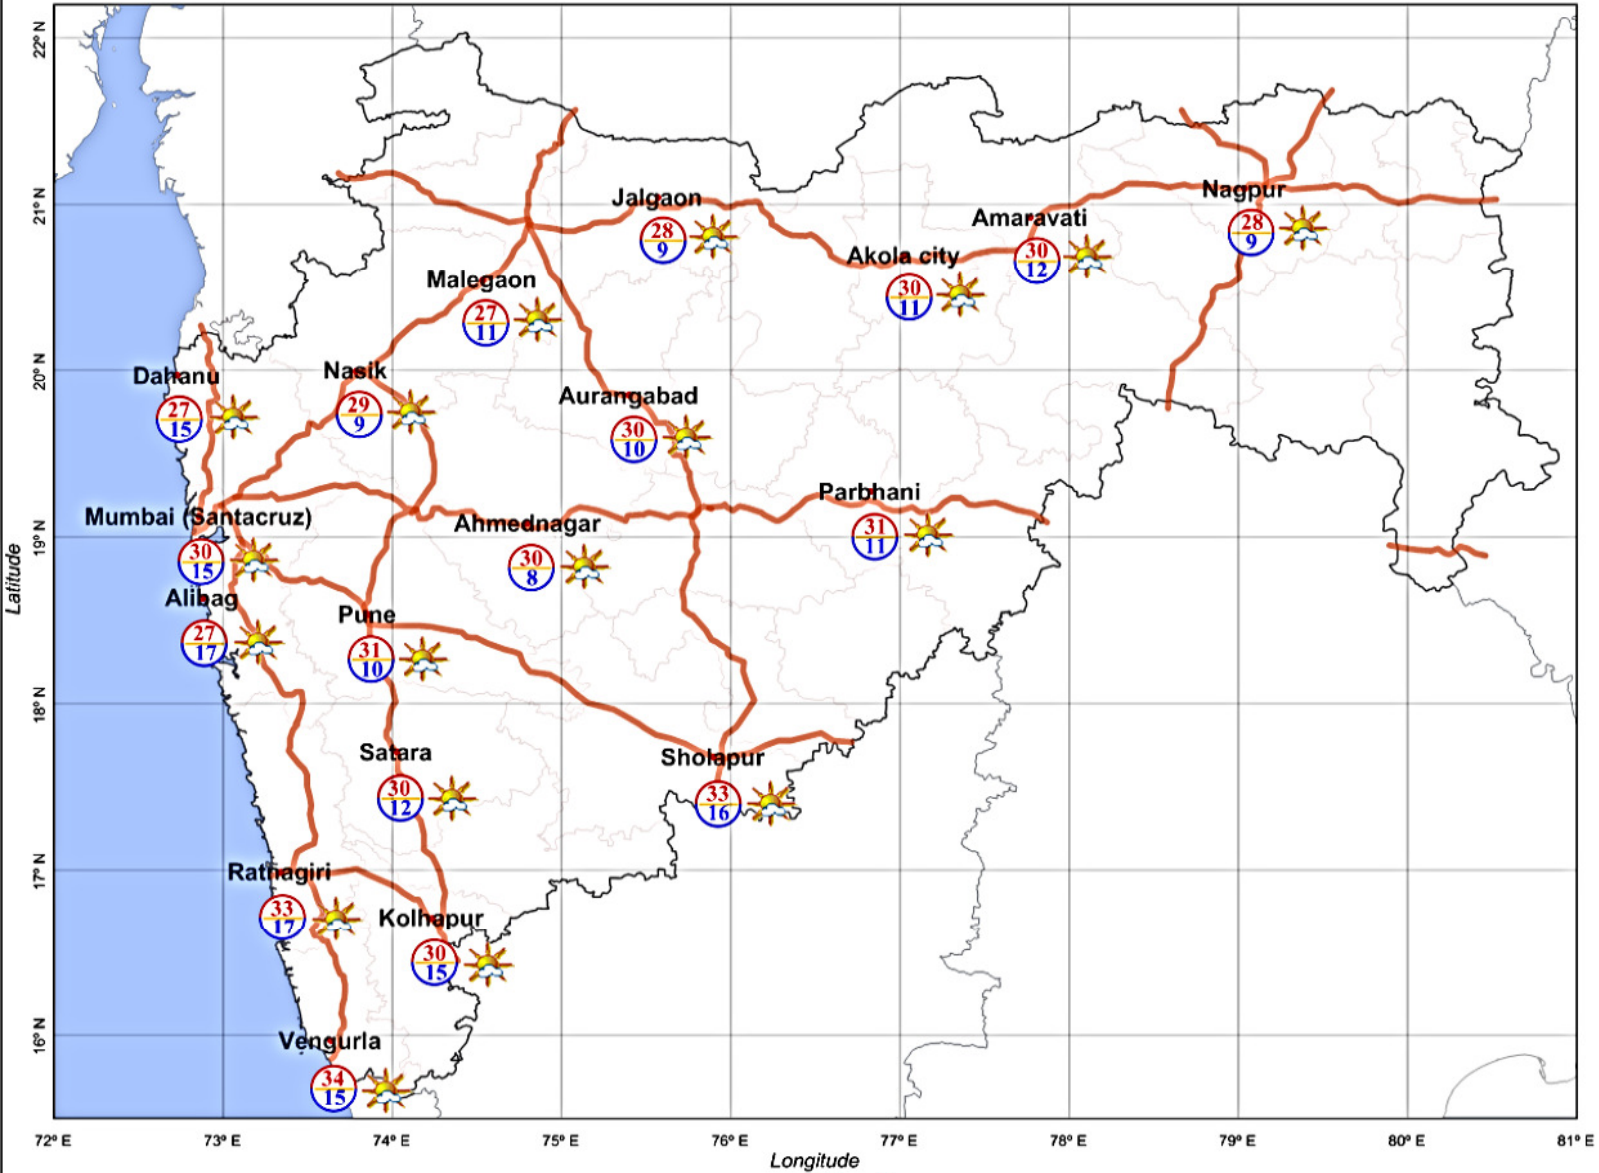 22° N
21° N
Jalgaon
28
9
Nagpur
28
9
Amaravati
30
12
Akola city
30
11
Malegaon
27
11
20° N
Dahanu
27
15
Nasik
29
9
Aurangabad
30
10
Parbhani
31
11
19° N
Mumbai (Santacruz)
30
15
Ahmednagar
30
8
Latitude
Alibag
27
17
Pune
31
10
18° N
Satara
30
12
Sholapur
33
16
17° N
Ratnagiri
33
17
Kolhapur
30
15
16° N
Vengurla
34
15
72° E 73° E 74° E 75° E 76° E 77° E 78° E 79° E 80° E 81° E
Longitude